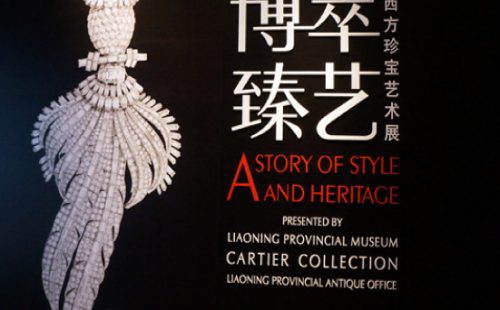 博萃
臻艺
西方珍宝艺术展
A STORY OF STYLE
AND HERITAGE
PRESENTED BY
LIAONING PROVINCIAL MUSEUM
CARTIER COLLECTION
LIAONING PROVINCIAL ANTIQUE OFFICE